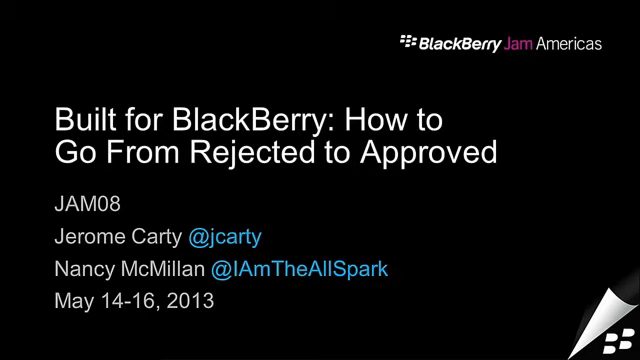 BlackBerry Jam Americas
Built for BlackBerry: How to
Go From Rejected to Approved
JAM08
Jerome Carty @jcarty
Nancy McMillan @IAmTheAllSpark
May 14-16, 2013